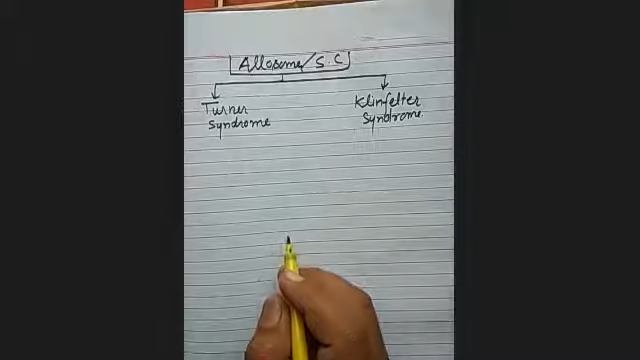 Allosome/S.C
Turner
Syndrome
Klinfelter
Syndrome